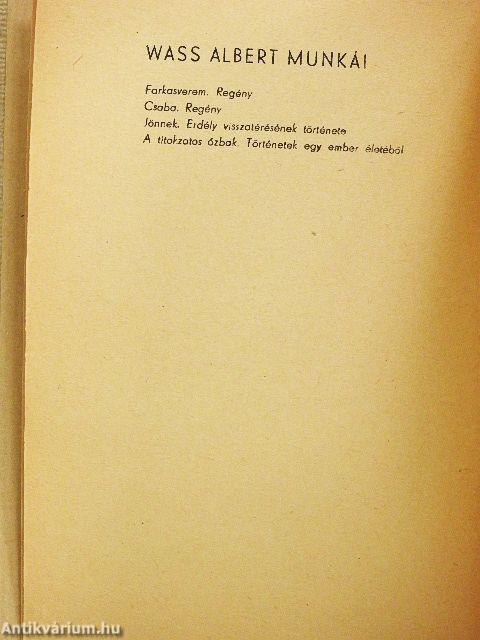 WASS ALBERT MUNKÁI
Farkasverem. Regény
Csaba. Regény
Jönnek. Erdély visszatérésének története
A titokzatos őzbak. Történetek egy ember életéből
Antikvárium.hu